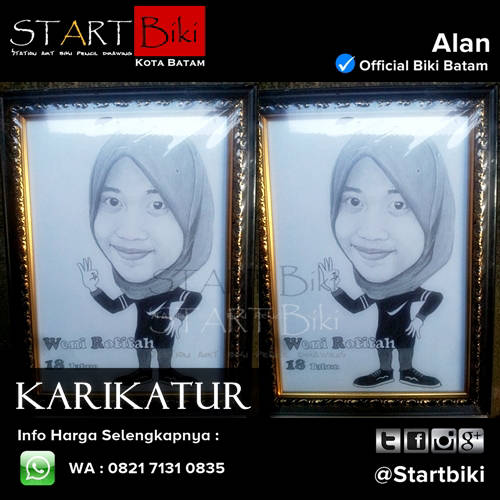 START Biki
STATION ART BIKI PENCIL DRAWING
KOTA BATAM
Alan
Official Biki Batam
START Biki
START Biki
Weni Rofifah
18 Tahun
Weni Rofifah
18 Tahun
KARIKATUR
Info Harga Selengkapnya :
WA : 0821 7131 0835
@Startbiki